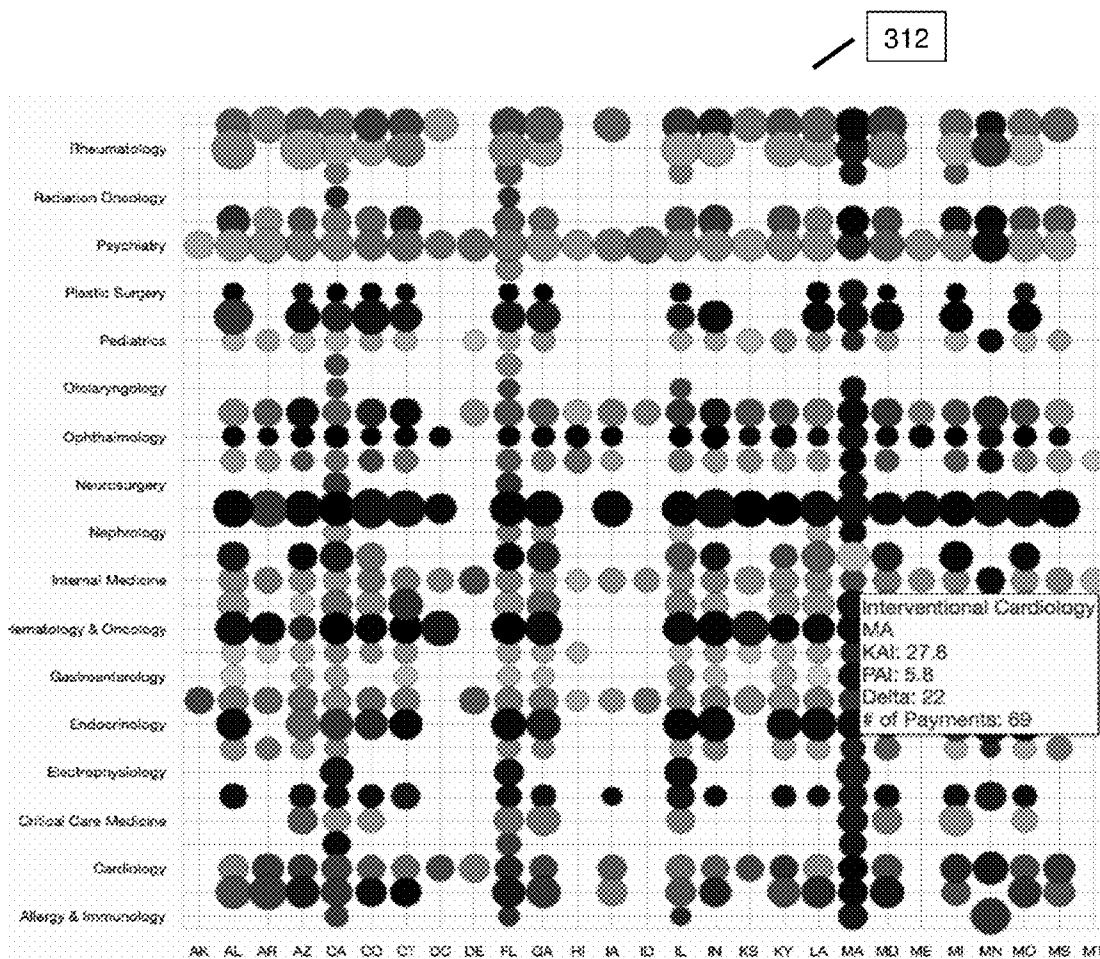 312
Rheumatology
Radiation Oncology
Psychiatry
Plastic Surgery
Pediatrics
Otolaryngology
Ophthalmology
Neurosurgery
Nephrology
Internal Medicine
Hematology & Oncology
Interventional Cardiology
MA
KAI: 27.8
PAI: 5.8
Delta: 22
# of Payments: 69
Gastroenterology
Endocrinology
Electrophysiology
Critical Care Medicine
Cardiology
Allergy & Immunology
AK AL AR AZ CA CO CT DC DE FL GA HI IA ID IL IN KS KY LA MA MD ME MI MN MO MS MT